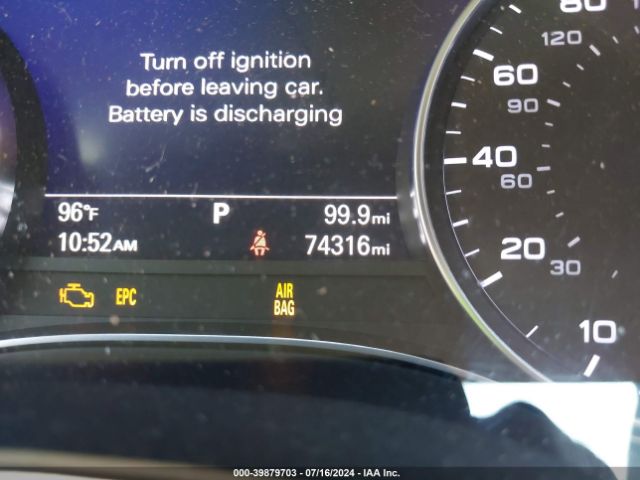 Turn off ignition
before leaving car.
Battery is discharging
96°F P 99.9mi
10:52AM 74316mi
EPC
AIR
BAG
80
120
60
90
40
60
20
30
10
000-39879703 - 07/16/2024 - IAA Inc.